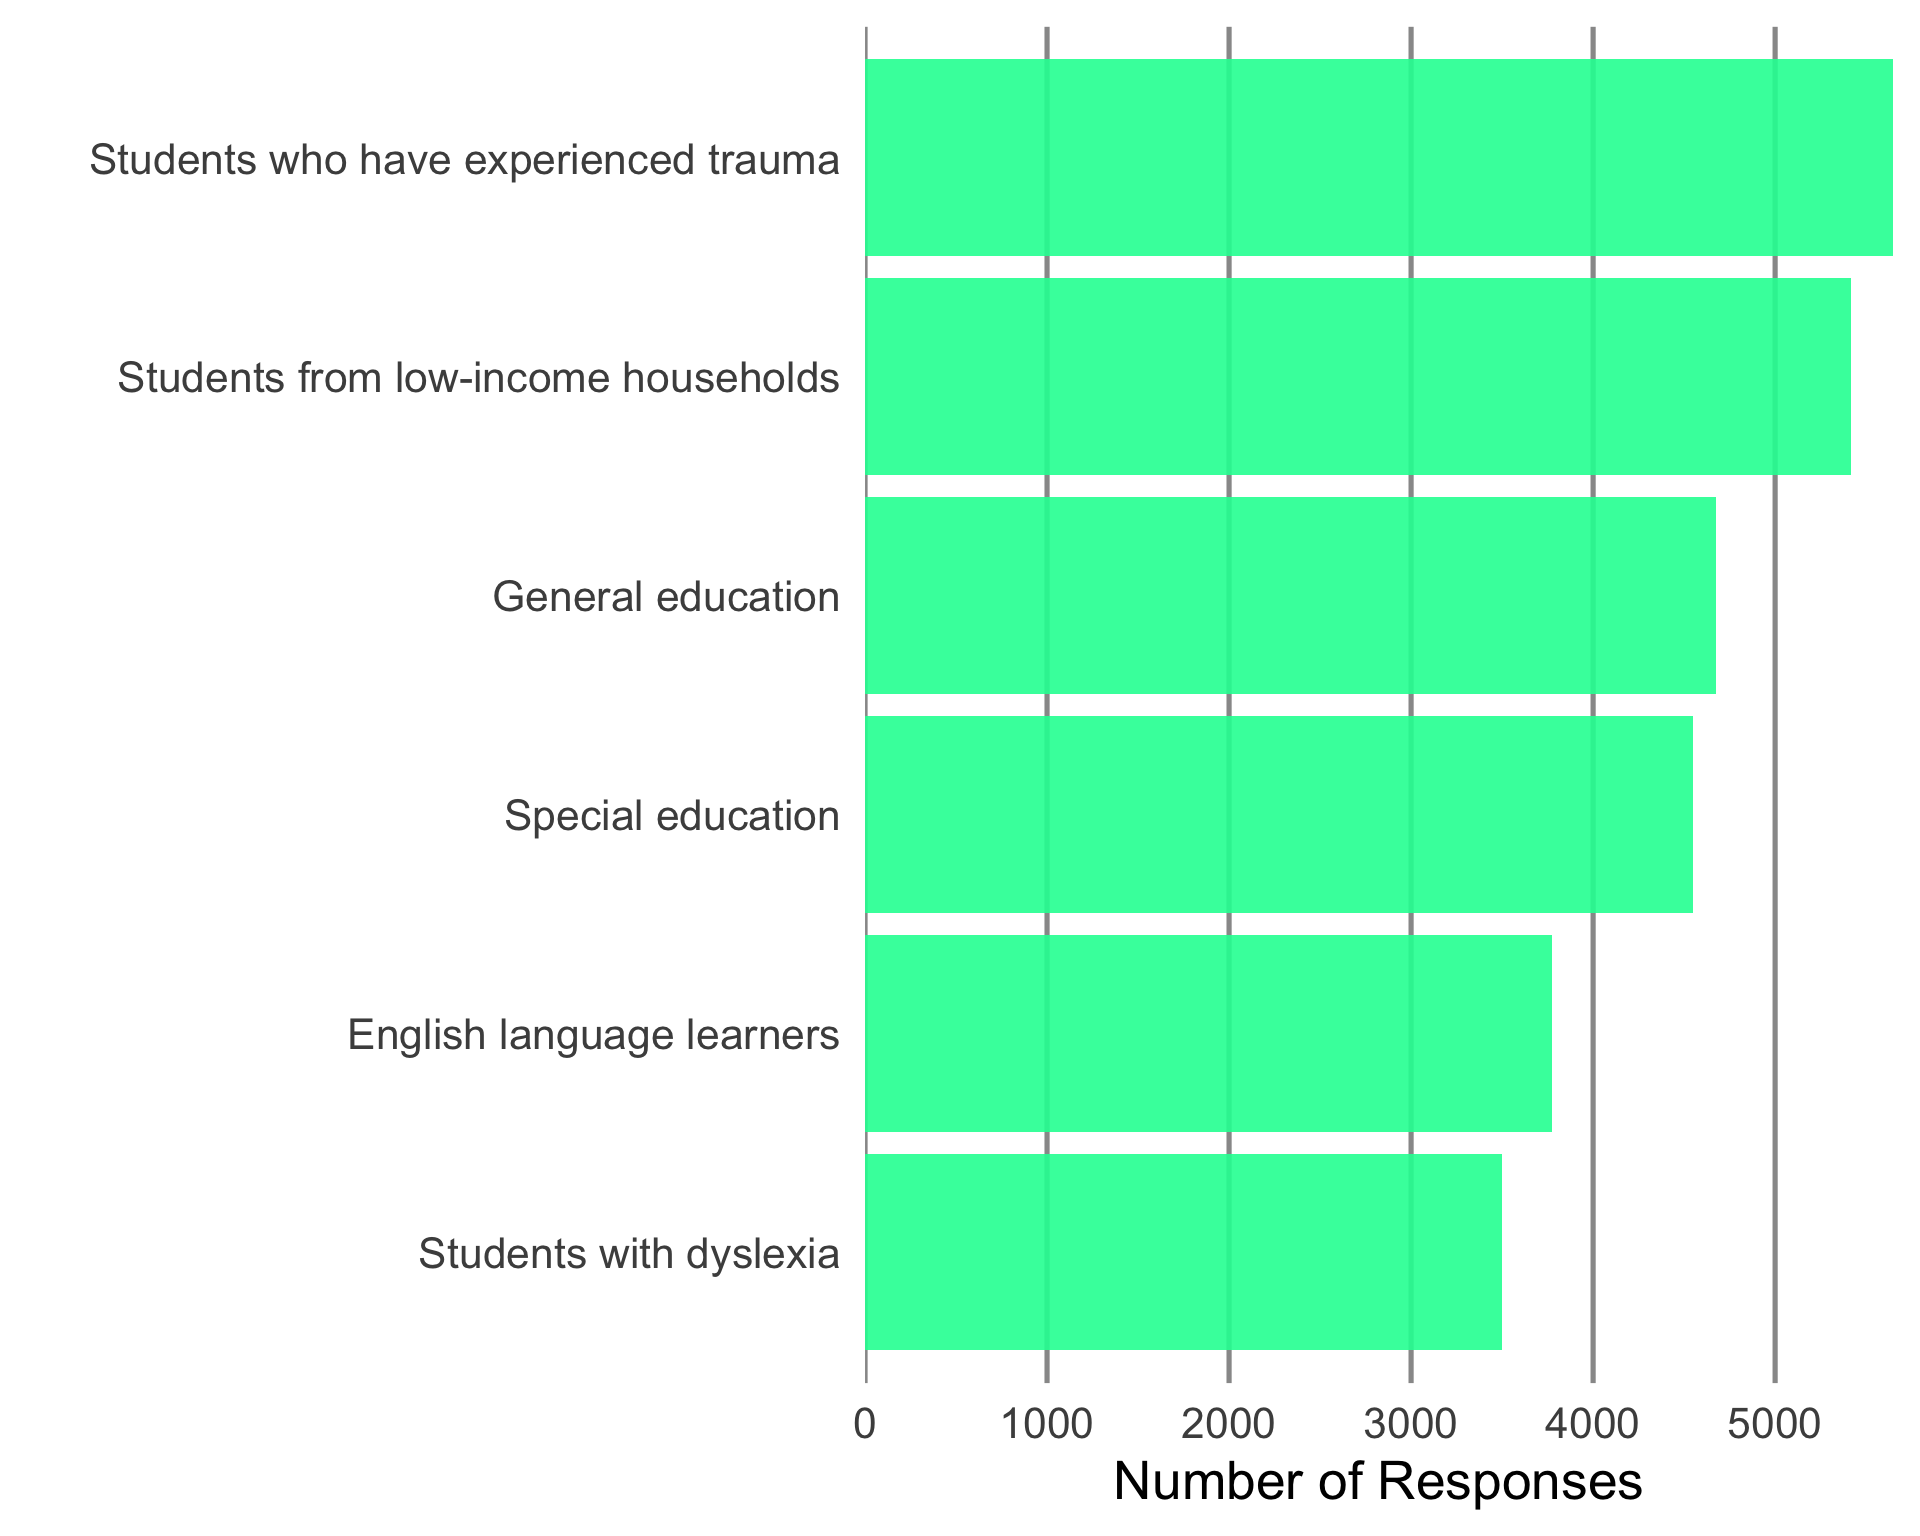 Students who have experienced trauma
Students from low-income households
General education
Special education
English language learners
Students with dyslexia
0 1000 2000 3000 4000 5000
Number of Responses